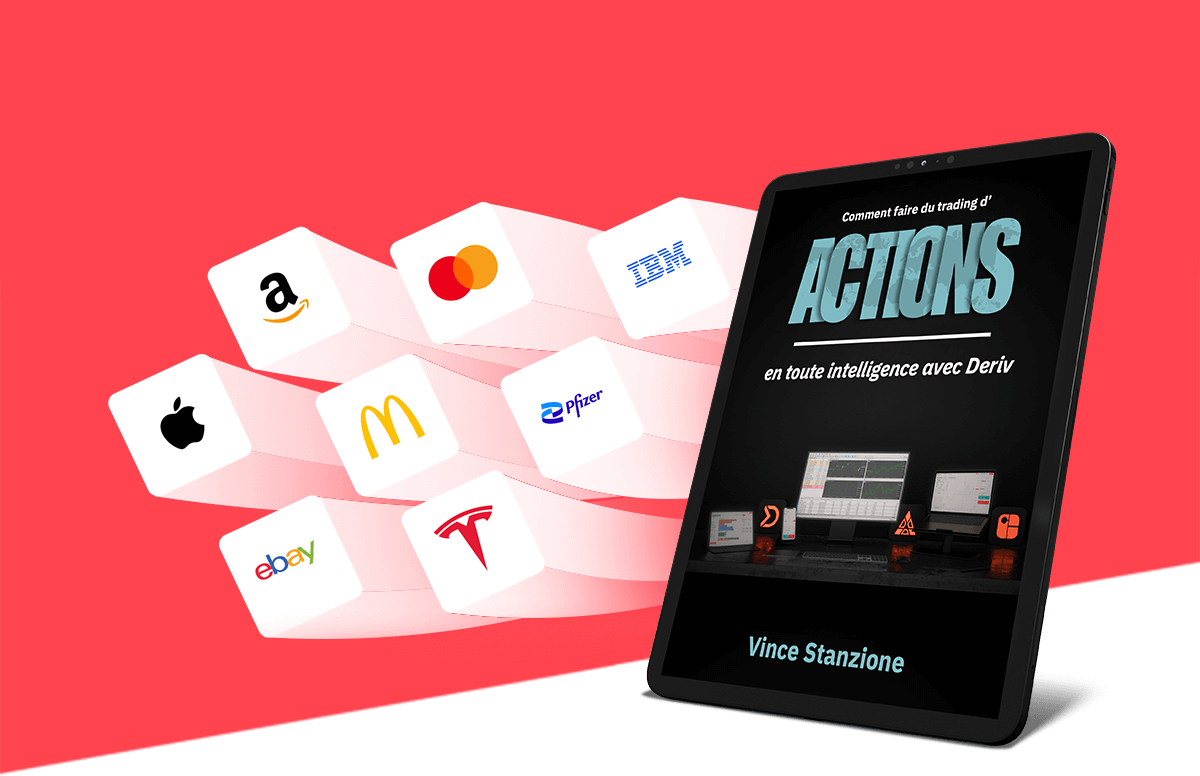 a
IBM
Pfizer
ebay
Comment faire du trading d'
ACTIONS
en toute intelligence avec Deriv
Vince Stanzione